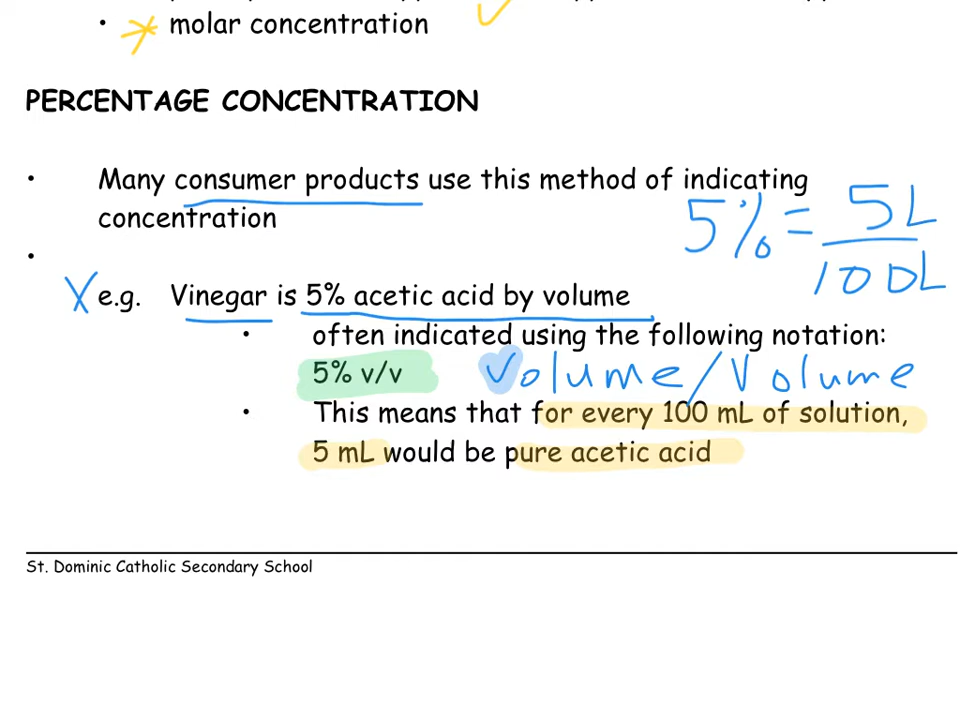 • molar concentration
PERCENTAGE CONCENTRATION
• Many consumer products use this method of indicating
concentration
5% = 5L
100L
•
e.g. Vinegar is 5% acetic acid by volume
• often indicated using the following notation:
5% v/v Volume/Volume
• This means that for every 100 mL of solution,
5 mL would be pure acetic acid
St. Dominic Catholic Secondary School